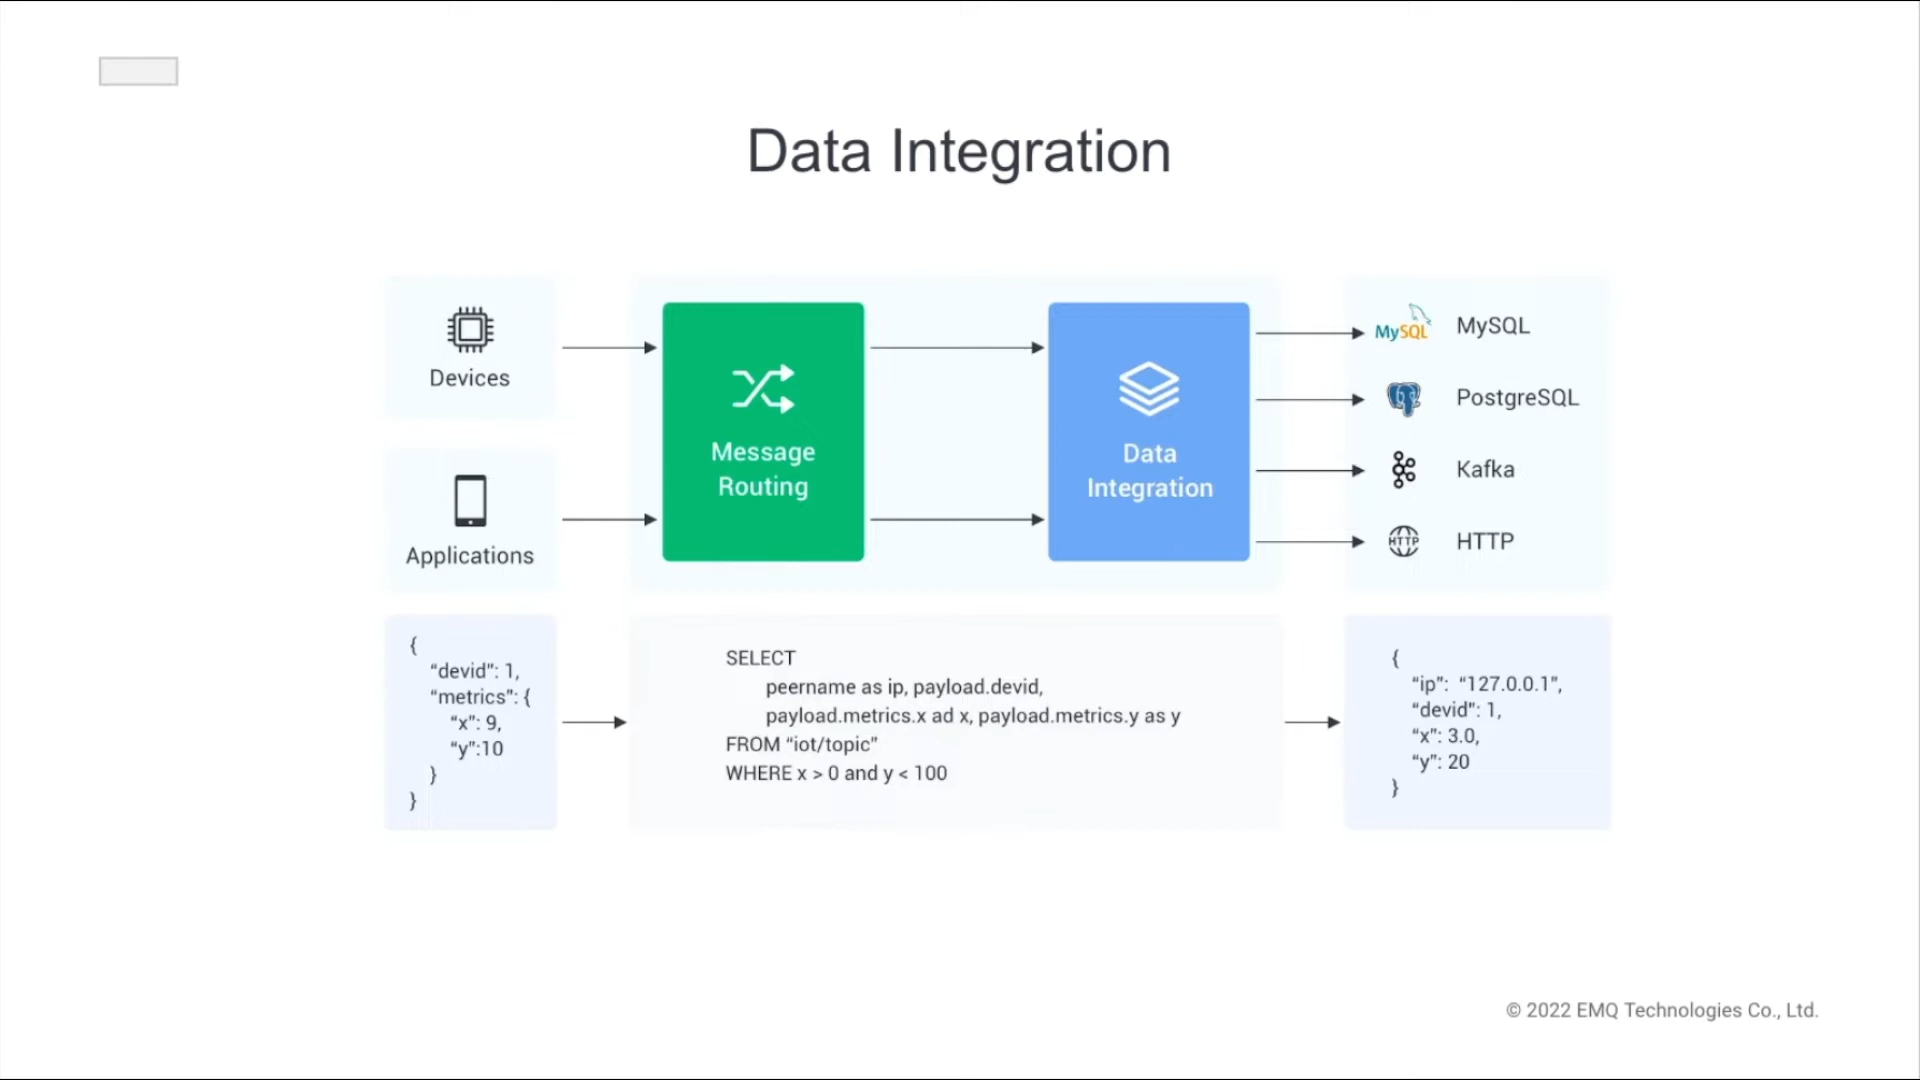 Data Integration
Devices
Applications
Message
Routing
Data
Integration
MySQL MySQL
PostgreSQL
Kafka
HTTP HTTP
{
“devid”: 1,
“metrics”: {
“x”: 9,
“y”:10
}
}
SELECT
peername as ip, payload.devid,
payload.metrics.x ad x, payload.metrics.y as y
FROM “iot/topic”
WHERE x > 0 and y < 100
{
“ip”: “127.0.0.1”,
“devid”: 1,
“x”: 3.0,
“y”: 20
}
© 2022 EMQ Technologies Co., Ltd.